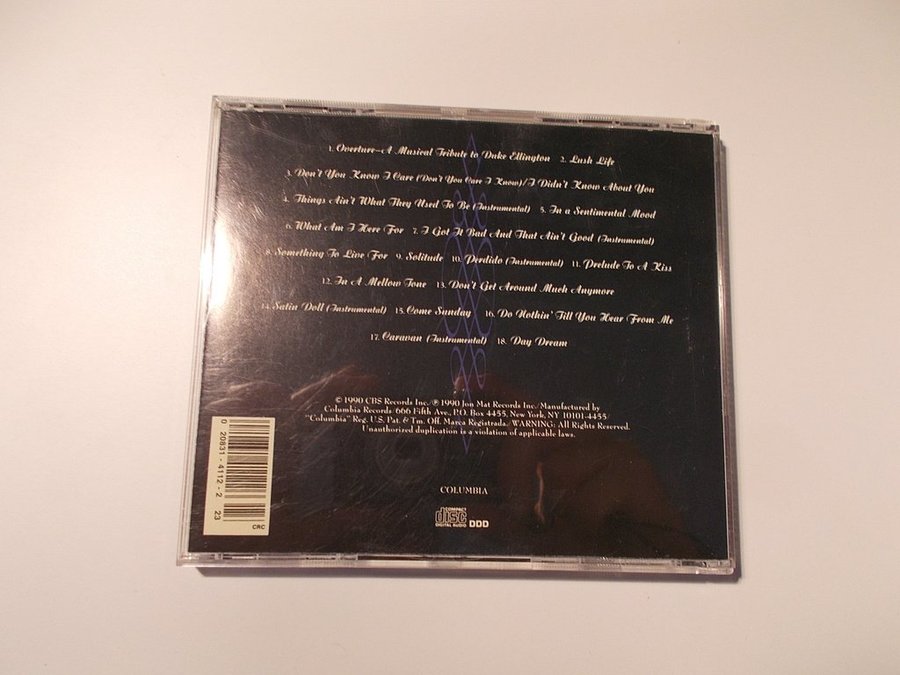 1. Overture–A Musical Tribute to Duke Ellington 2. Lush Life
3. Don't You Know I Care (Don't You Care I Know)/I Didn't Know About You
4. Things Ain't What They Used To Be (Instrumental) 5. In a Sentimental Mood
6. What Am I Here For 7. I Got It Bad And That Ain't Good (Instrumental)
8. Something To Live For 9. Solitude 10. Perdido (Instrumental) 11. Prelude To A Kiss
12. In A Mellow Tone 13. Don't Get Around Much Anymore
14. Satin Doll (Instrumental) 15. Come Sunday 16. Do Nothin' Till You Hear From Me
17. Caravan (Instrumental) 18. Day Dream
© 1990 CBS Records Inc./℗ 1990 Jon Mat Records Inc./Manufactured by
Columbia Records/666 Fifth Ave., P.O. Box 4455, New York, NY 10101-4455/
"Columbia" Reg. U.S. Pat. & Tm. Off. Marca Registrada./WARNING: All Rights Reserved.
Unauthorized duplication is a violation of applicable laws.
COLUMBIA
COMPACT
disc
DIGITAL AUDIO
DDD
0 20831-4112-2 23
CRC